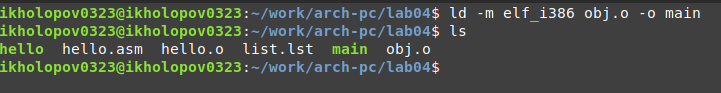 ikholopov0323@ikholopov0323:~/work/arch-pc/lab04$ ld -m elf_i386 obj.o -o main
ikholopov0323@ikholopov0323:~/work/arch-pc/lab04$ ls
hello  hello.asm  hello.o  list.lst  main  obj.o
ikholopov0323@ikholopov0323:~/work/arch-pc/lab04$